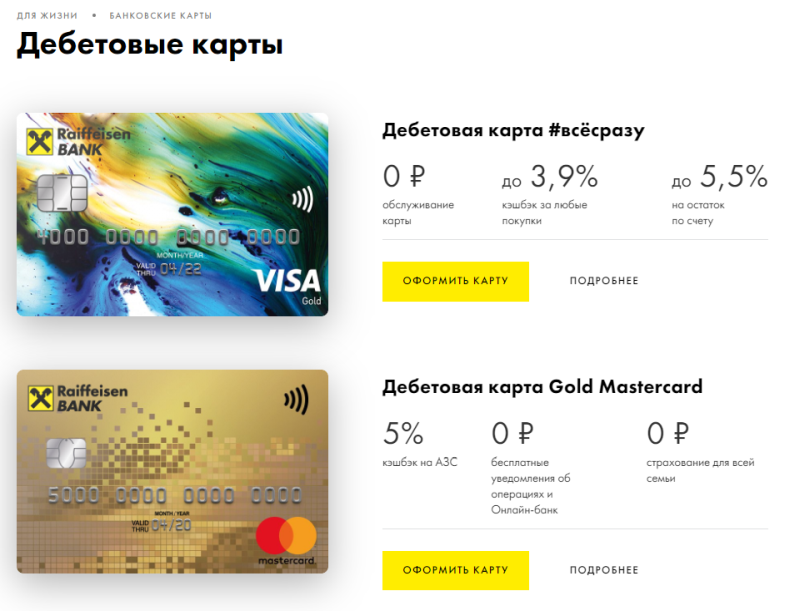 ДЛЯ ЖИЗНИ • БАНКОВСКИЕ КАРТЫ
Дебетовые карты
Raiffeisen
BANK
4000 0000 0000 0000
MONTH/YEAR
VALID
THRU 04/22
VISA
Gold
Дебетовая карта #всёсразу
0 ₽
обслуживание
карты
до 3,9%
кэшбэк за любые
покупки
до 5,5%
на остаток
по счету
ОФОРМИТЬ КАРТУ
ПОДРОБНЕЕ
Raiffeisen
BANK
5000 0000 0000 0000
MONTH/YEAR
VALID
THRU 04/20
mastercard
Дебетовая карта Gold Mastercard
5%
кэшбэк на АЗС
0 ₽
бесплатные
уведомления об
операциях и
Онлайн-банк
0 ₽
страхование для всей
семьи
ОФОРМИТЬ КАРТУ
ПОДРОБНЕЕ